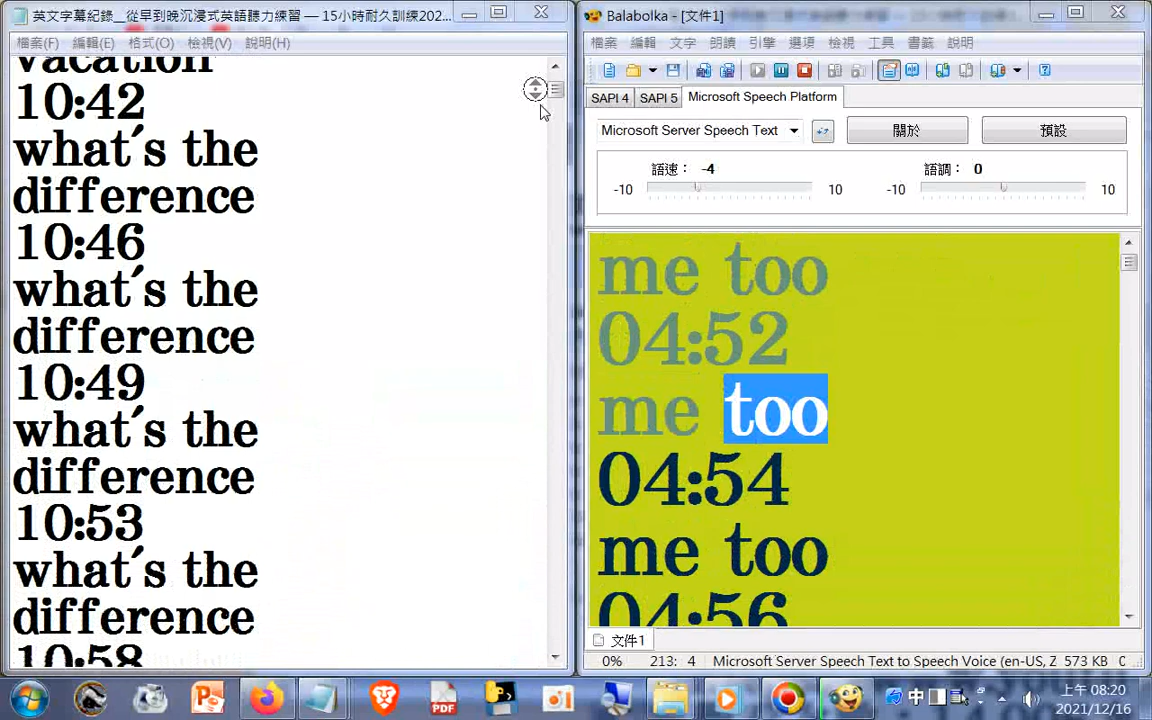 英文字幕紀錄__從早到晚沉浸式英語聽力練習 — 15小時耐久訓練202...
檔案(F) 編輯(E) 格式(O) 檢視(V) 說明(H)
vacation
10:42
what's the
difference
10:46
what's the
difference
10:49
what's the
difference
10:53
what's the
difference
10:58
Balabolka - [文件1]
檔案 編輯 文字 朗讀 引擎 選項 檢視 工具 書籤 說明
SAPI 4 SAPI 5 Microsoft Speech Platform
Microsoft Server Speech Text 關於 預設
語速： -4 語調： 0
-10 10 -10 10
me too
04:52
me too
04:54
me too
04:56
文件1
0% 213: 4 Microsoft Server Speech Text to Speech Voice (en-US, Z 573 KB C
PDF 中 上午 08:20
2021/12/16